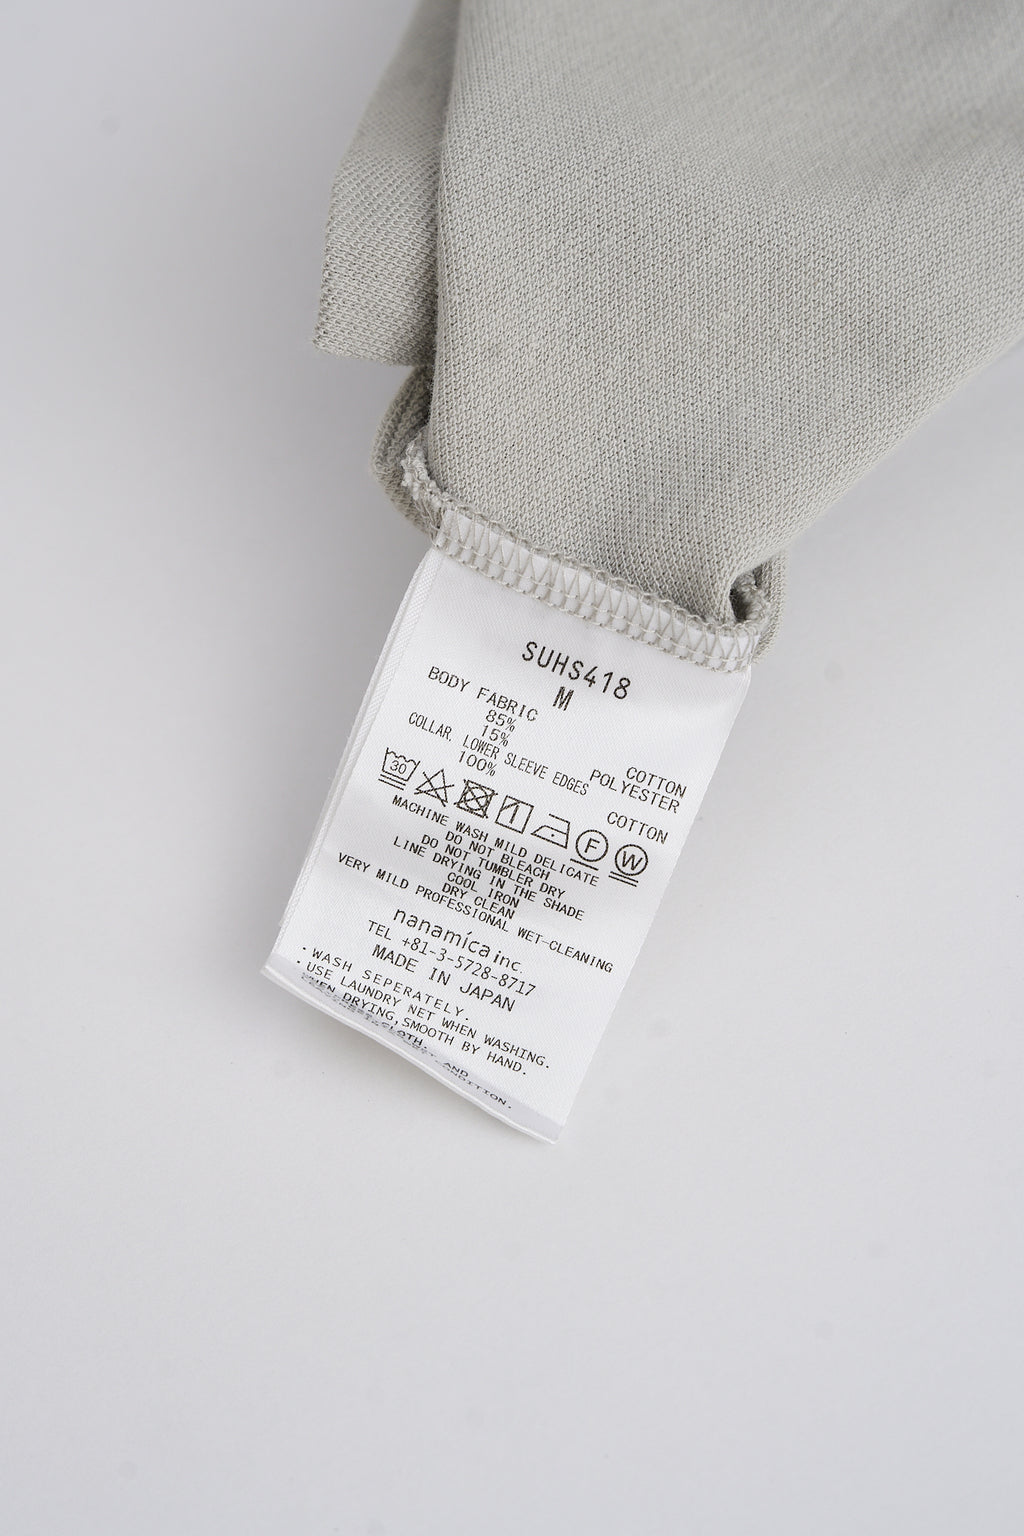 SUHS418
M
BODY FABRIC
85% COTTON
15% POLYESTER
COLLAR, LOWER SLEEVE EDGES
100% COTTON
30
F
W
MACHINE WASH MILD DELICATE
DO NOT BLEACH
DO NOT TUMBLER DRY
LINE DRYING IN THE SHADE
COOL IRON
DRY CLEAN
VERY MILD PROFESSIONAL WET-CLEANING
nanamica inc.
TEL +81-3-5728-8717
MADE IN JAPAN
·WASH SEPERATELY.
·USE LAUNDRY NET WHEN WASHING.
WHEN DRYING,SMOOTH BY HAND.
CLOTH.
AND